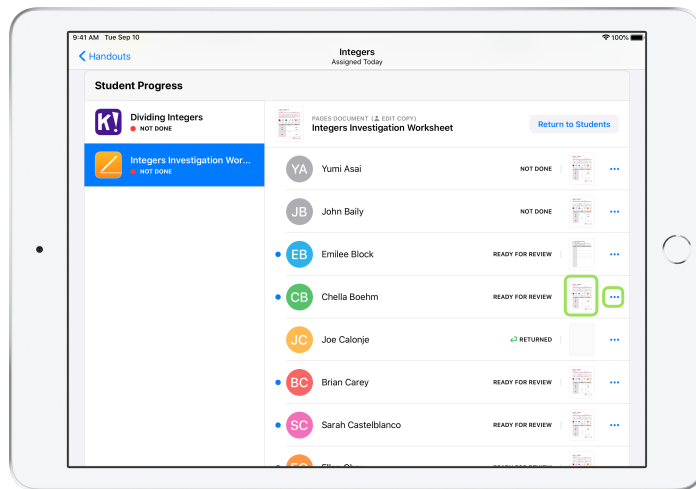 9:41 AM Tue Sep 10
100%
Handouts
Integers
Assigned Today
Student Progress
K!
Dividing Integers
NOT DONE
Integers Investigation Wor...
NOT DONE
PAGES DOCUMENT (EDIT COPY)
Integers Investigation Worksheet
Return to Students
YA Yumi Asai NOT DONE
JB John Baily NOT DONE
EB Emilee Block READY FOR REVIEW
CB Chella Boehm READY FOR REVIEW
JC Joe Calonje RETURNED
BC Brian Carey READY FOR REVIEW
SC Sarah Castelblanco READY FOR REVIEW